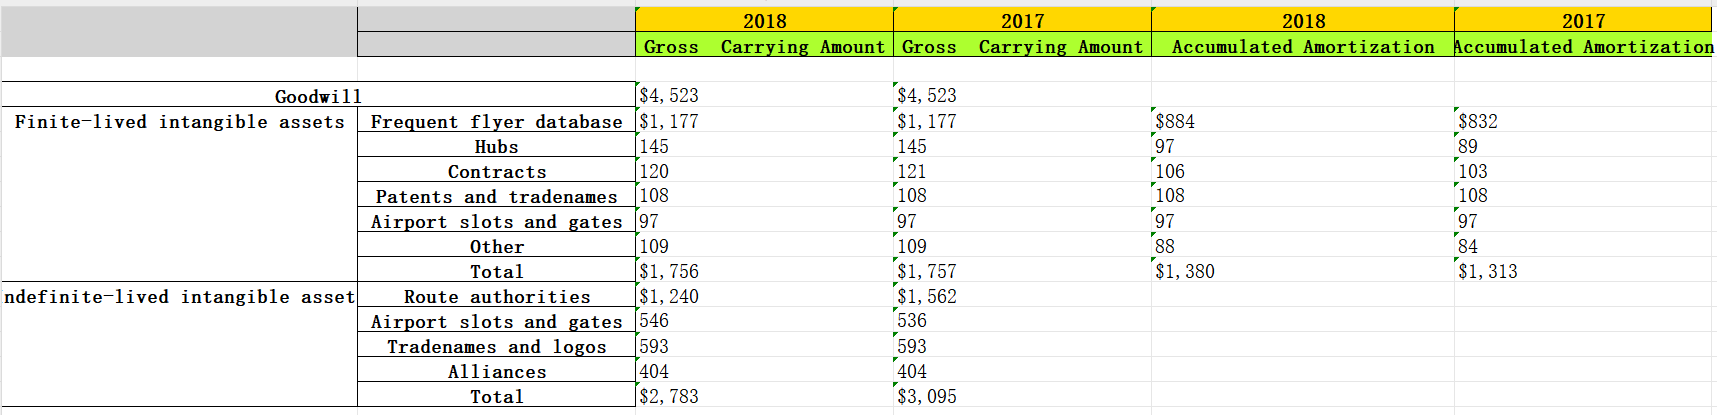 2018 2017 2018 2017
Gross Carrying Amount Gross Carrying Amount Accumulated Amortization Accumulated Amortization
Goodwill $4,523 $4,523
Finite-lived intangible assets Frequent flyer database $1,177 $1,177 $884 $832
Hubs 145 145 97 89
Contracts 120 121 106 103
Patents and tradenames 108 108 108 108
Airport slots and gates 97 97 97 97
Other 109 109 88 84
Total $1,756 $1,757 $1,380 $1,313
ndefinite-lived intangible asset Route authorities $1,240 $1,562
Airport slots and gates 546 536
Tradenames and logos 593 593
Alliances 404 404
Total $2,783 $3,095